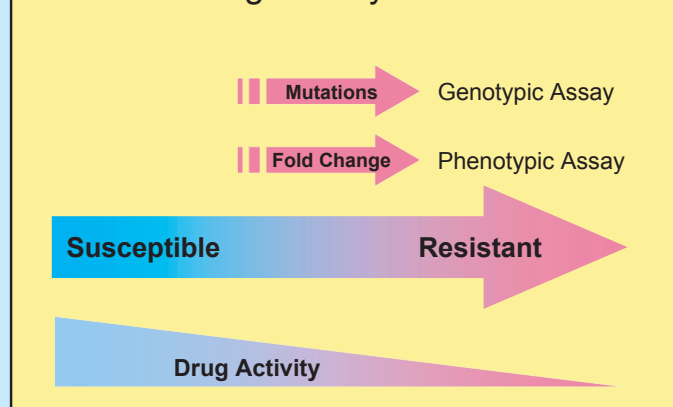 Mutations Genotypic Assay
Fold Change Phenotypic Assay
Susceptible Resistant
Drug Activity